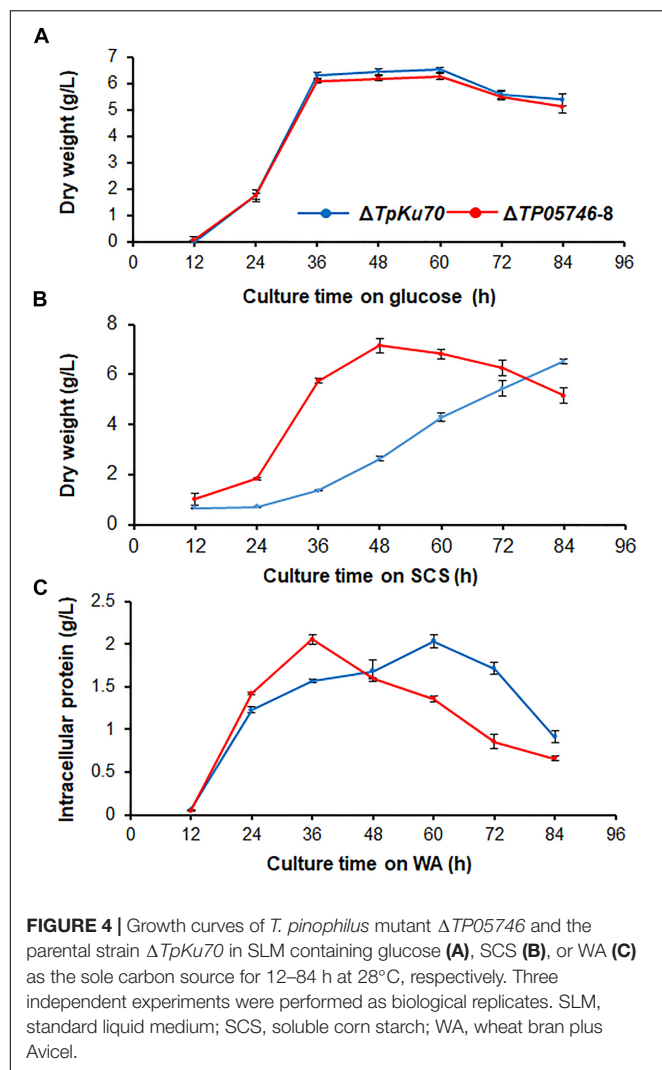 A
Dry weight (g/L)
7
6
5
4
3
2
1
0
ΔTpKu70
ΔTP05746-8
0 12 24 36 48 60 72 84 96
Culture time on glucose (h)
B
Dry weight (g/L)
8
6
4
2
0
0 12 24 36 48 60 72 84 96
Culture time on SCS (h)
C
Intracellular protein (g/L)
2.5
2
1.5
1
0.5
0
0 12 24 36 48 60 72 84 96
Culture time on WA (h)
FIGURE 4 | Growth curves of T. pinophilus mutant ΔTP05746 and the
parental strain ΔTpKu70 in SLM containing glucose (A), SCS (B), or WA (C)
as the sole carbon source for 12–84 h at 28°C, respectively. Three
independent experiments were performed as biological replicates. SLM,
standard liquid medium; SCS, soluble corn starch; WA, wheat bran plus
Avicel.